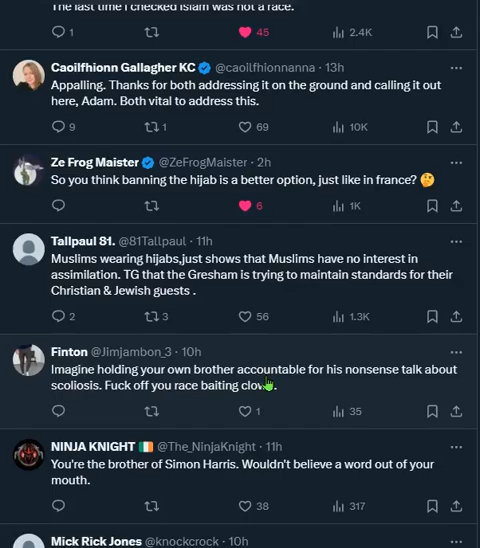 The last time I checked Islam was not a race.
1 45 2.4K
Caoilfhionn Gallagher KC @caoilfhionnanna · 13h
Appalling. Thanks for both addressing it on the ground and calling it out
here, Adam. Both vital to address this.
9 1 69 10K
Ze Frog Maister @ZeFrogMaister · 2h
So you think banning the hijab is a better option, just like in france? 🤔
6 1K
Tallpaul 81. @81Tallpaul · 11h
Muslims wearing hijabs,just shows that Muslims have no interest in
assimilation. TG that the Gresham is trying to maintain standards for their
Christian & Jewish guests .
2 3 56 1.3K
Finton @Jimjambon_3 · 10h
Imagine holding your own brother accountable for his nonsense talk about
scoliosis. Fuck off you race baiting
1 35
NINJA KNIGHT 🇮🇪 @The_NinjaKnight · 11h
You're the brother of Simon Harris. Wouldn't believe a word out of your
mouth.
38 317
Mick Rick Jones @knockcrock · 10h